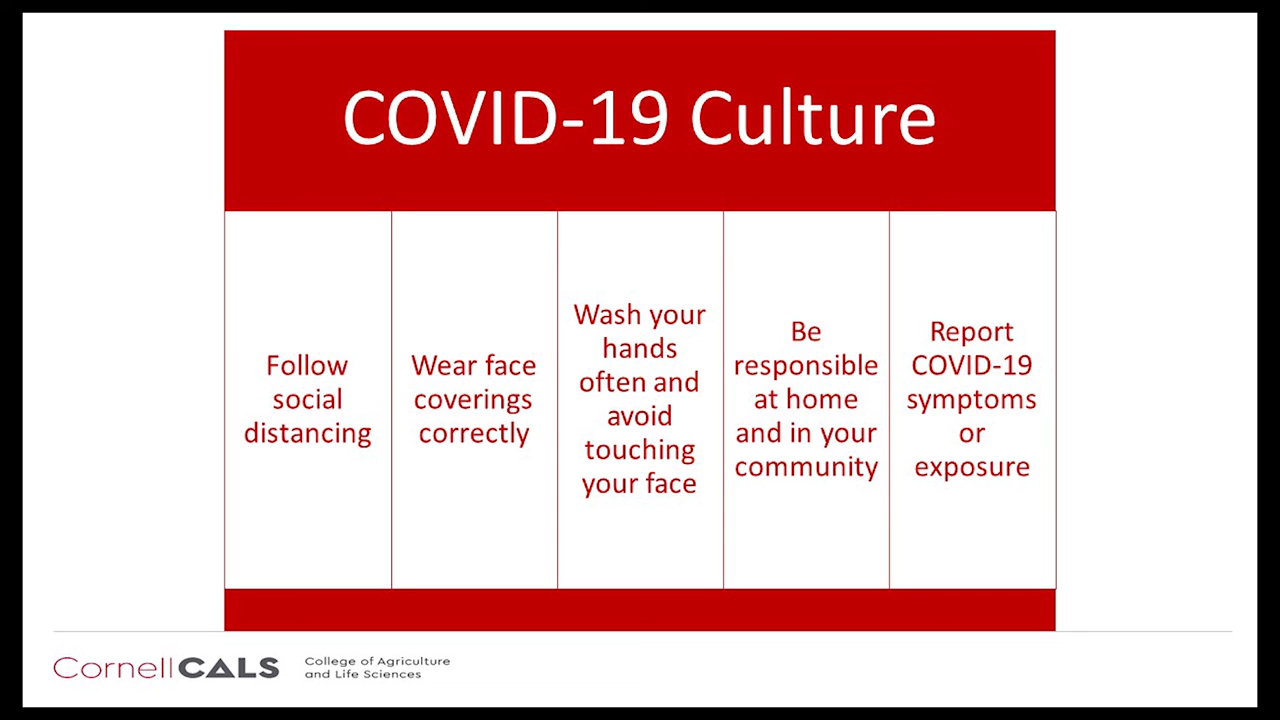 COVID-19 Culture
Follow
social
distancing
Wear face
coverings
correctly
Wash your
hands
often and
avoid
touching
your face
Be
responsible
at home
and in your
community
Report
COVID-19
symptoms
or
exposure
CornellCALS
College of Agriculture
and Life Sciences